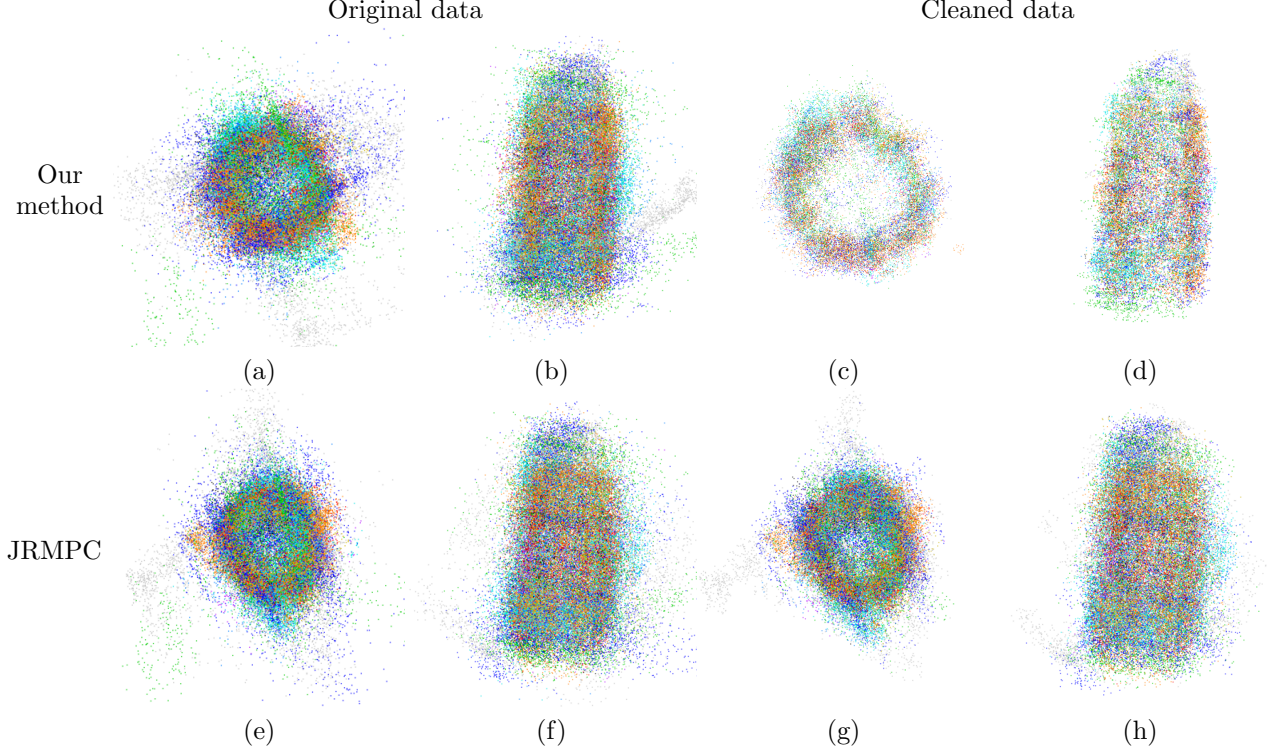 Original data
Cleaned data
Our
method
(a)
(b)
(c)
(d)
JRMPC
(e)
(f)
(g)
(h)